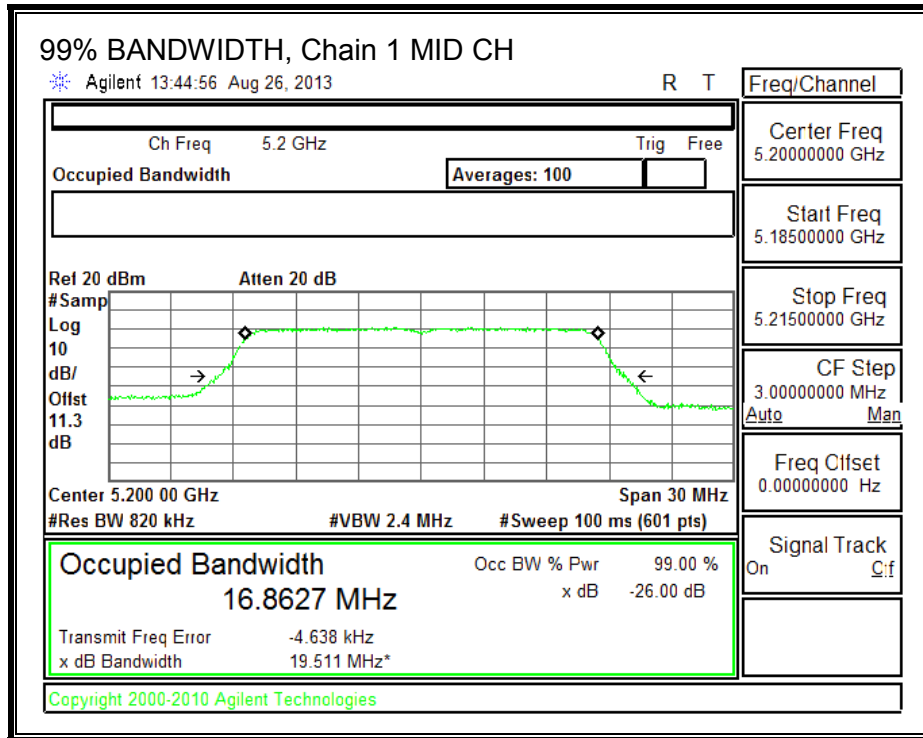 99% BANDWIDTH, Chain 1 MID CH
Agilent 13:44:56 Aug 26, 2013 R T
Freq/Channel
Ch Freq 5.2 GHz Trig Free
Occupied Bandwidth Averages: 100
Center Freq
5.20000000 GHz
Start Freq
5.18500000 GHz
Stop Freq
5.21500000 GHz
CF Step
3.00000000 MHz
Auto Man
Freq Offset
0.00000000 Hz
Signal Track
On Off
Ref 20 dBm Atten 20 dB
#Samp
Log
10
dB/
Offst
11.3
dB
Center 5.200 00 GHz Span 30 MHz
#Res BW 820 kHz #VBW 2.4 MHz #Sweep 100 ms (601 pts)
Occupied Bandwidth Occ BW % Pwr 99.00 %
16.8627 MHz x dB -26.00 dB
Transmit Freq Error -4.638 kHz
x dB Bandwidth 19.511 MHz*
Copyright 2000-2010 Agilent Technologies